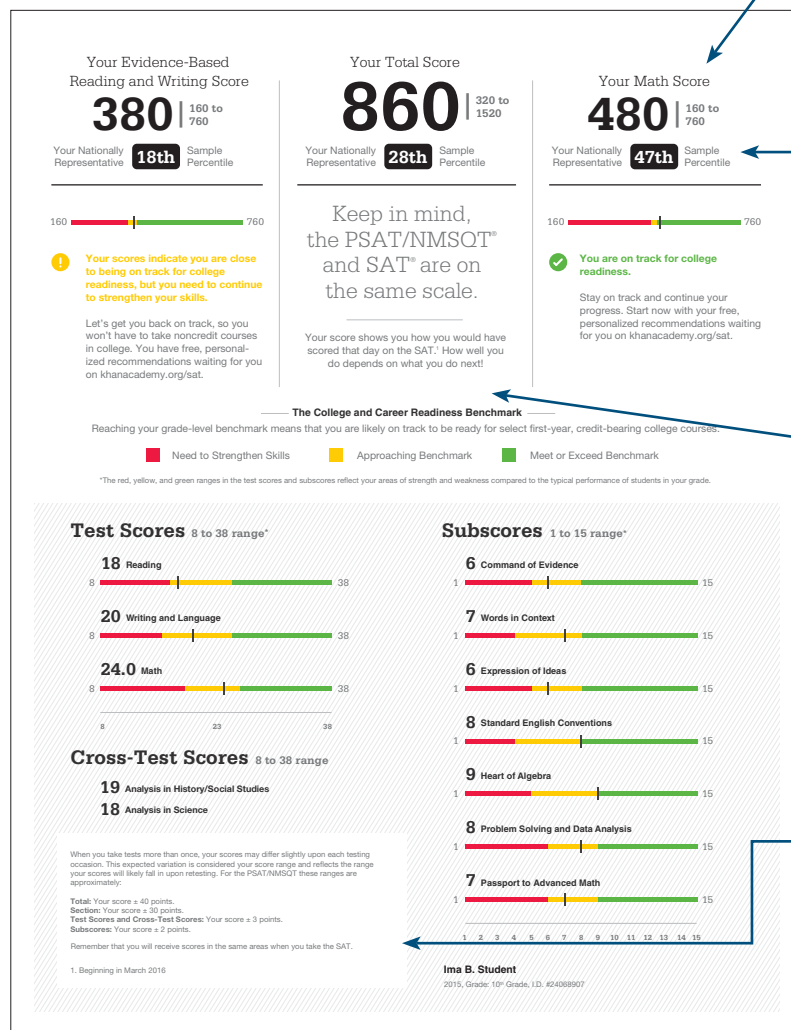 Your Evidence-Based
Reading and Writing Score
380
160 to
760
Your Nationally
Representative
18th
Sample
Percentile
160
760
Your scores indicate you are close
to being on track for college
readiness, but you need to continue
to strengthen your skills.
Let's get you back on track, so you
won't have to take noncredit courses
in college. You have free, personal-
ized recommendations waiting for you
on khanacademy.org/sat.
Your Total Score
860
320 to
1520
Your Nationally
Representative
28th
Sample
Percentile
Keep in mind,
the PSAT/NMSQT®
and SAT® are on
the same scale.
Your score shows you how you would have
scored that day on the SAT.¹ How well you
do depends on what you do next!
Your Math Score
480
160 to
760
Your Nationally
Representative
47th
Sample
Percentile
160
760
You are on track for college
readiness.
Stay on track and continue your
progress. Start now with your free,
personalized recommendations waiting
for you on khanacademy.org/sat.
The College and Career Readiness Benchmark
Reaching your grade-level benchmark means that you are likely on track to be ready for select first-year, credit-bearing college courses.
Need to Strengthen Skills
Approaching Benchmark
Meet or Exceed Benchmark
*The red, yellow, and green ranges in the test scores and subscores reflect your areas of strength and weakness compared to the typical performance of students in your grade.
Test Scores 8 to 38 range*
18 Reading
8 38
20 Writing and Language
8 38
24.0 Math
8 38
8 23 38
Cross-Test Scores 8 to 38 range
19 Analysis in History/Social Studies
18 Analysis in Science
When you take tests more than once, your scores may differ slightly upon each testing
occasion. This expected variation is considered your score range and reflects the range
your scores will likely fall in upon retesting. For the PSAT/NMSQT these ranges are
approximately:
Total: Your score ± 40 points.
Section: Your score ± 30 points.
Test Scores and Cross-Test Scores: Your score ± 3 points.
Subscores: Your score ± 2 points.
Remember that you will receive scores in the same areas when you take the SAT.
1. Beginning in March 2016
Subscores 1 to 15 range*
6 Command of Evidence
1 15
7 Words in Context
1 15
6 Expression of Ideas
1 15
8 Standard English Conventions
1 15
9 Heart of Algebra
1 15
8 Problem Solving and Data Analysis
1 15
7 Passport to Advanced Math
1 15
1 2 3 4 5 6 7 8 9 10 11 12 13 14 15
Ima B. Student
2015, Grade: 10th Grade, I.D. #24068907